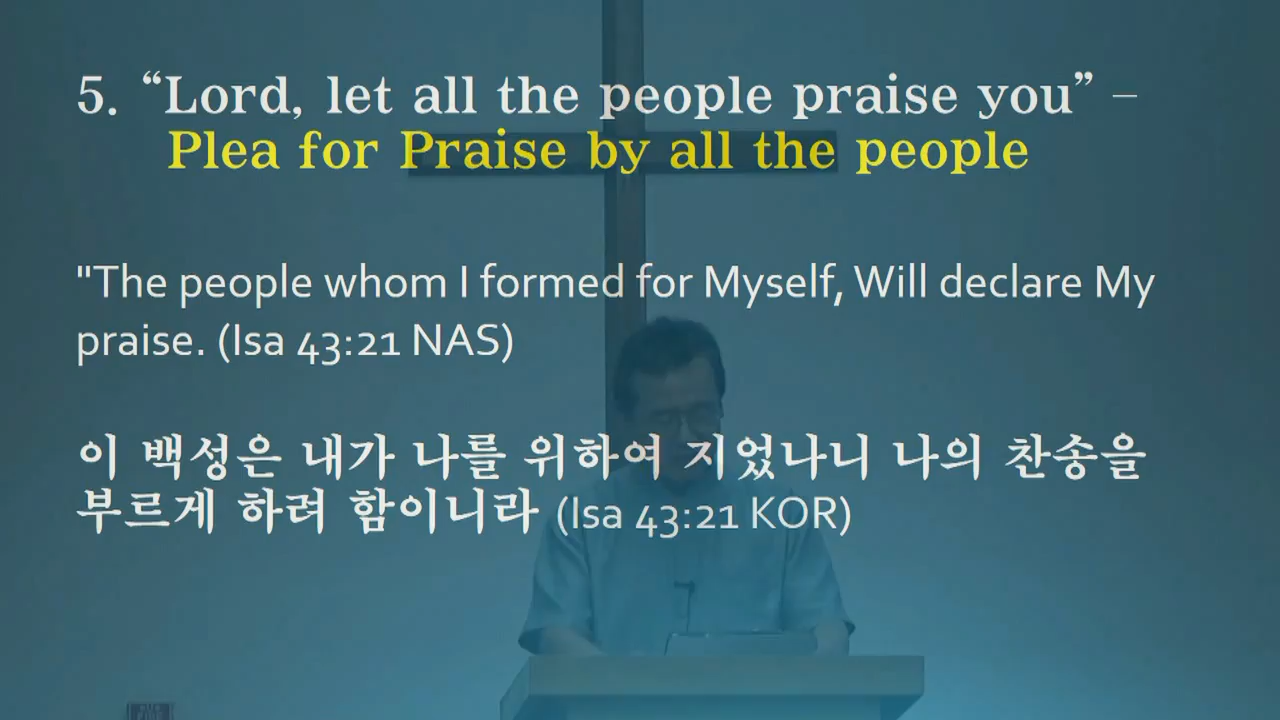 5. “Lord, let all the people praise you” –
Plea for Praise by all the people
"The people whom I formed for Myself, Will declare My
praise. (Isa 43:21 NAS)
이 백성은 내가 나를 위하여 지었나니 나의 찬송을
부르게 하려 함이니라 (Isa 43:21 KOR)